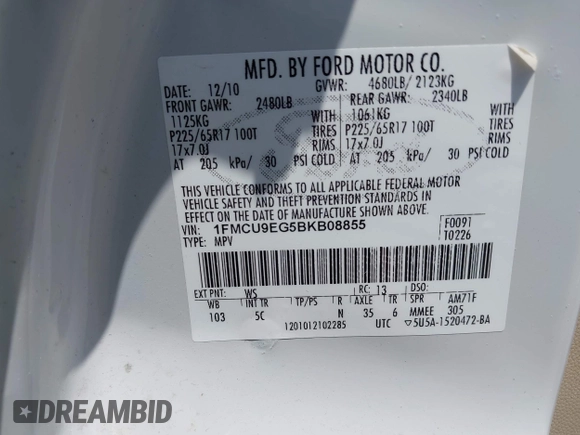 MFD. BY FORD MOTOR CO.
DATE: 12/10 GVWR: 4680LB/ 2123KG
FRONT GAWR: 2480LB REAR GAWR: 2340LB
1125KG WITH 1061KG WITH
P225/65R17 100T TIRES P225/65R17 100T TIRES
17x7.0J RIMS 17x7.0J RIMS
AT 205 kPa/ 30 PSI COLD AT 205 kPa/ 30 PSI COLD
THIS VEHICLE CONFORMS TO ALL APPLICABLE FEDERAL MOTOR
VEHICLE SAFETY AND THEFT PREVENTION STANDARDS IN
EFFECT ON THE DATE OF MANUFACTURE SHOWN ABOVE.
VIN: 1FMCU9EG5BKB08855 F0091
TYPE: MPV T0226
EXT PNT: WS RC: 13 DSO:
WB INT TR TP/PS R AXLE TR SPR AM71F
103 5C N 35 6 MMEE 305
1201012102285 UTC ▽5U5A-1520472-BA
DREAMBID